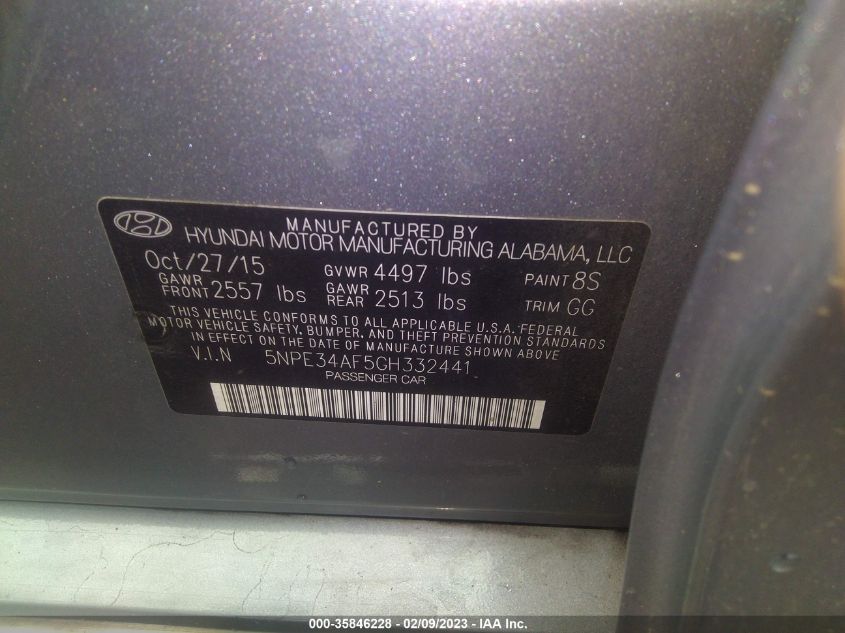 MANUFACTURED BY
HYUNDAI MOTOR MANUFACTURING ALABAMA, LLC
Oct/27/15 GVWR 4497 lbs PAINT 8S
GAWR FRONT 2557 lbs GAWR REAR 2513 lbs TRIM GG
THIS VEHICLE CONFORMS TO ALL APPLICABLE U.S.A. FEDERAL
MOTOR VEHICLE SAFETY, BUMPER, AND THEFT PREVENTION STANDARDS
IN EFFECT ON THE DATE OF MANUFACTURE SHOWN ABOVE
V.I.N 5NPE34AF5GH332441
PASSENGER CAR
© #IAA-35846228 - 02/09/2023 - IAA Inc.